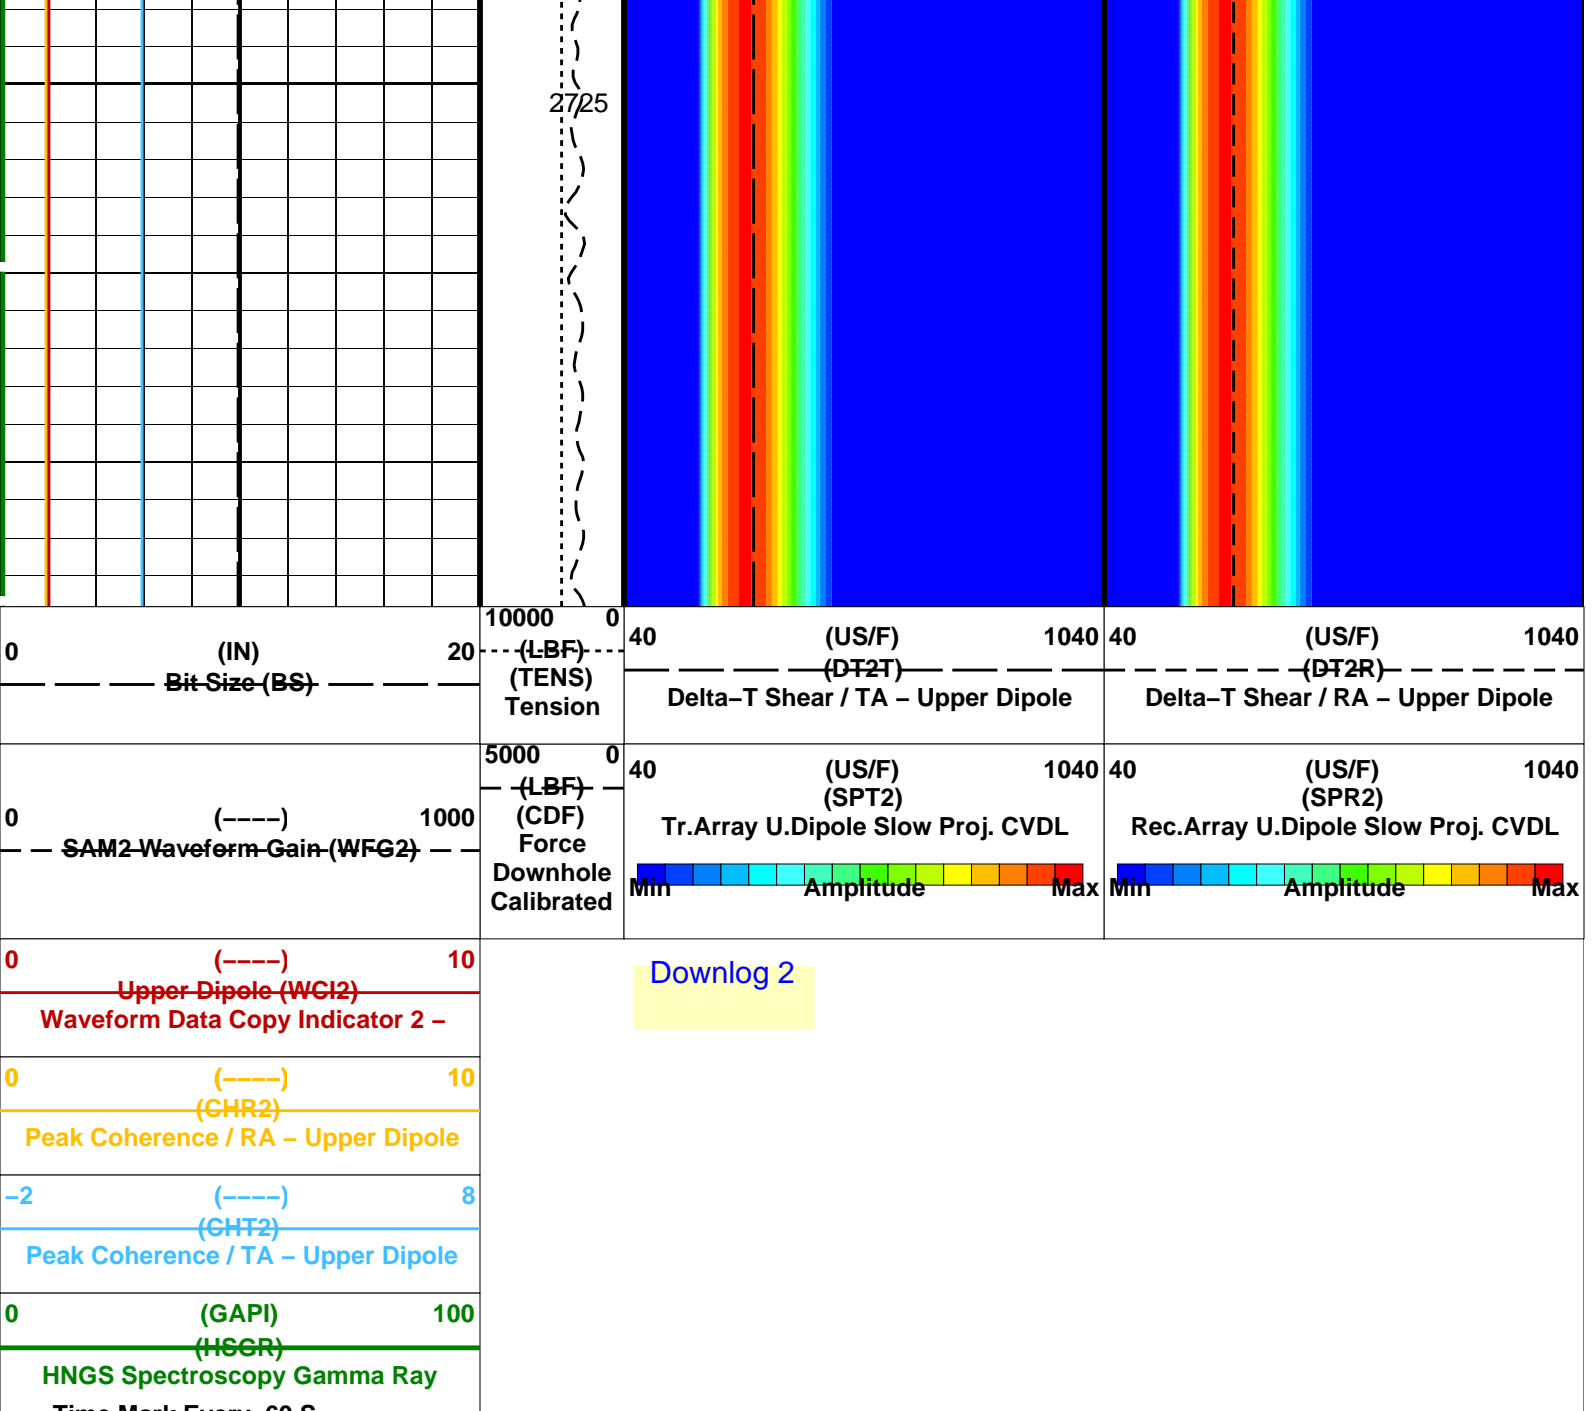 2725
0 (IN) 20
Bit Size (BS)
10000 0
(LBF)
(TENS)
Tension
40 (US/F) 1040
(DT2T)
Delta–T Shear / TA – Upper Dipole
40 (US/F) 1040
(DT2R)
Delta–T Shear / RA – Upper Dipole
0 (––––) 1000
SAM2 Waveform Gain (WFG2)
5000 0
(LBF)
(CDF)
Force
Downhole
Calibrated
40 (US/F) 1040
(SPT2)
Tr.Array U.Dipole Slow Proj. CVDL
Min Amplitude Max
40 (US/F) 1040
(SPR2)
Rec.Array U.Dipole Slow Proj. CVDL
Min Amplitude Max
0 (––––) 10
Upper Dipole (WCI2)
Waveform Data Copy Indicator 2 –
Downlog 2
0 (––––) 10
(CHR2)
Peak Coherence / RA – Upper Dipole
–2 (––––) 8
(CHT2)
Peak Coherence / TA – Upper Dipole
0 (GAPI) 100
(HSGR)
HNGS Spectroscopy Gamma Ray
Time Mark Every 60 S